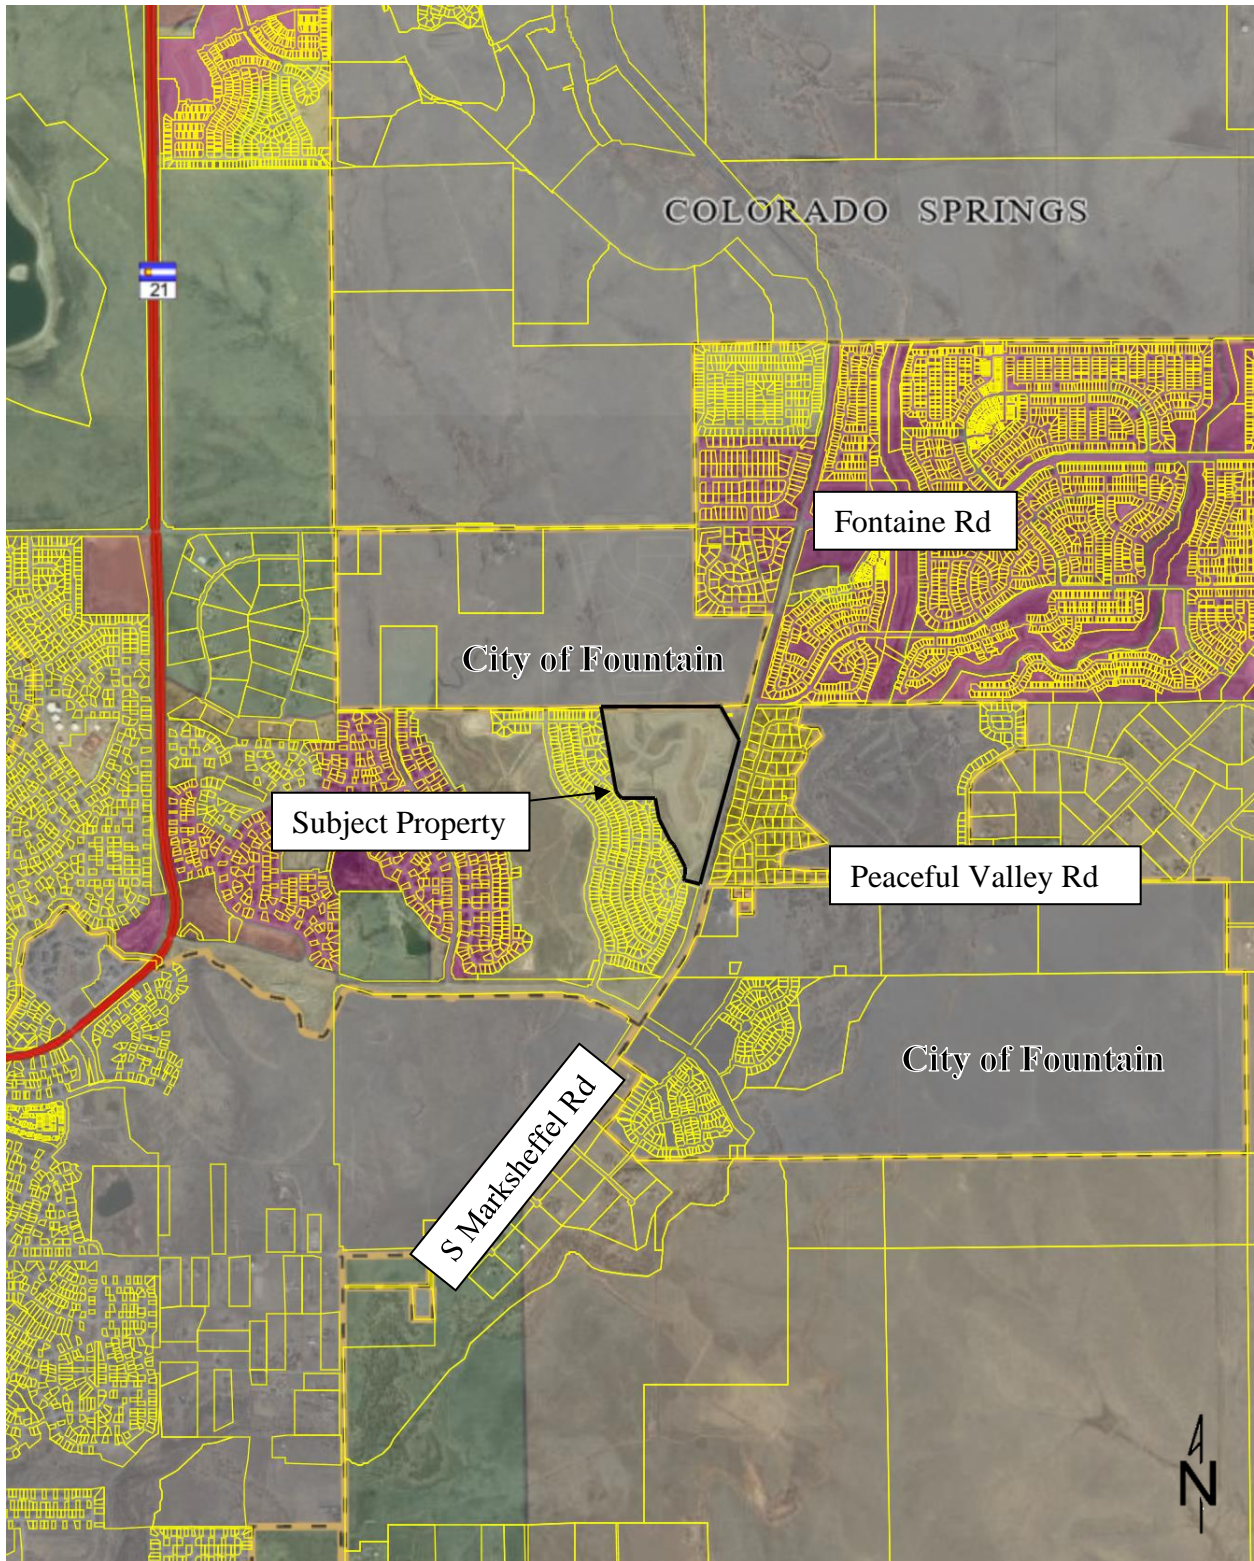 COLORADO SPRINGS
21
Fontaine Rd
City of Fountain
Subject Property
Peaceful Valley Rd
City of Fountain
S Marksheffel Rd
N